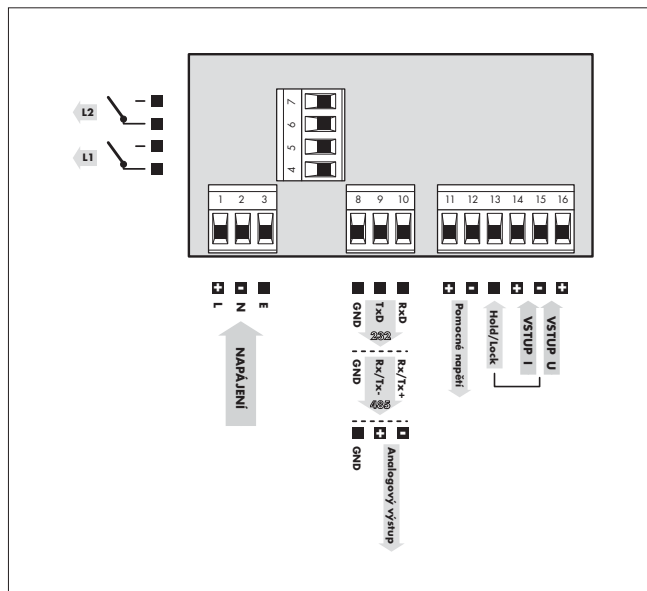 L2
L1
7
6
5
4
1 2 3
8 9 10
11 12 13 14 15 16
+ L
- N
E
NAPÁJENÍ
GND
TxD
RxD
232
GND
Rx/Tx-
Rx/Tx+
485
+ -
GND
Analogový výstup
+ - + - +
Pomocné napětí
Hold/Lock
VSTUP I
VSTUP U